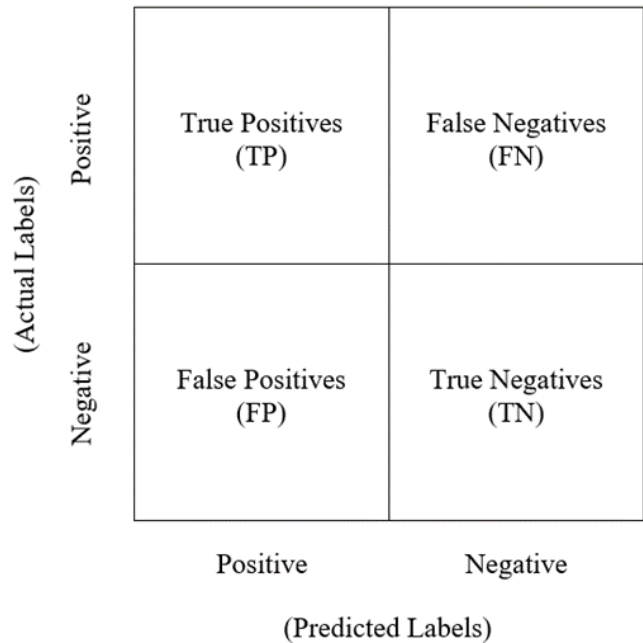 (Actual Labels)
Positive
True Positives
(TP)
False Negatives
(FN)
Negative
False Positives
(FP)
True Negatives
(TN)
Positive
Negative
(Predicted Labels)